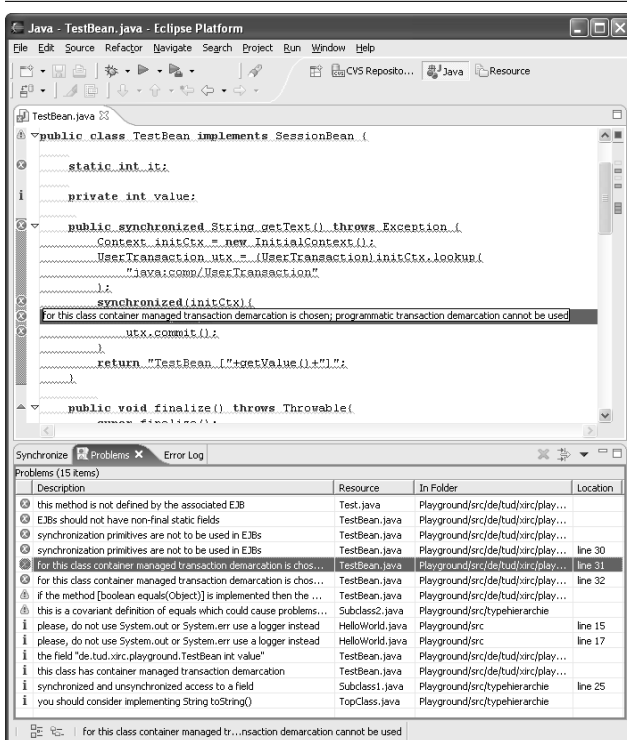 Java - TestBean.java - Eclipse Platform
File Edit Source Refactor Navigate Search Project Run Window Help
CVS Reposito... Java Resource
TestBean.java
public class TestBean implements SessionBean {
static int it;
private int value;
public synchronized String getText() throws Exception {
Context initCtx = new InitialContext();
UserTransaction utx = (UserTransaction)initCtx.lookup(
"java:comp/UserTransaction"
);
synchronized(initCtx){
for this class container managed transaction demarcation is chosen; programmatic transaction demarcation cannot be used
utx.commit();
}
return "TestBean ["+getValue()+"]";
}
public void finalize() throws Throwable{
super.finalize();
Synchronize Problems Error Log
Problems (15 items)
Description Resource In Folder Location
this method is not defined by the associated EJB Test.java Playground/src/de/tud/xirc/play...
EJBs should not have non-final static fields TestBean.java Playground/src/de/tud/xirc/play...
synchronization primitives are not to be used in EJBs TestBean.java Playground/src/de/tud/xirc/play...
synchronization primitives are not to be used in EJBs TestBean.java Playground/src/de/tud/xirc/play... line 30
for this class container managed transaction demarcation is chos... TestBean.java Playground/src/de/tud/xirc/play... line 31
for this class container managed transaction demarcation is chos... TestBean.java Playground/src/de/tud/xirc/play... line 32
if the method [boolean equals(Object)] is implemented then the ... TestBean.java Playground/src/de/tud/xirc/play...
this is a covariant definition of equals which could cause problems... Subclass2.java Playground/src/typehierarchie
please, do not use System.out or System.err use a logger instead HelloWorld.java Playground/src line 15
please, do not use System.out or System.err use a logger instead HelloWorld.java Playground/src line 17
the field "de.tud.xirc.playground.TestBean int value" TestBean.java Playground/src/de/tud/xirc/play...
this class has container managed transaction demarcation TestBean.java Playground/src/de/tud/xirc/play...
synchronized and unsynchronized access to a field Subclass1.java Playground/src/typehierarchie line 25
you should consider implementing String toString() TopClass.java Playground/src/typehierarchie
for this class container managed tr...nsaction demarcation cannot be used